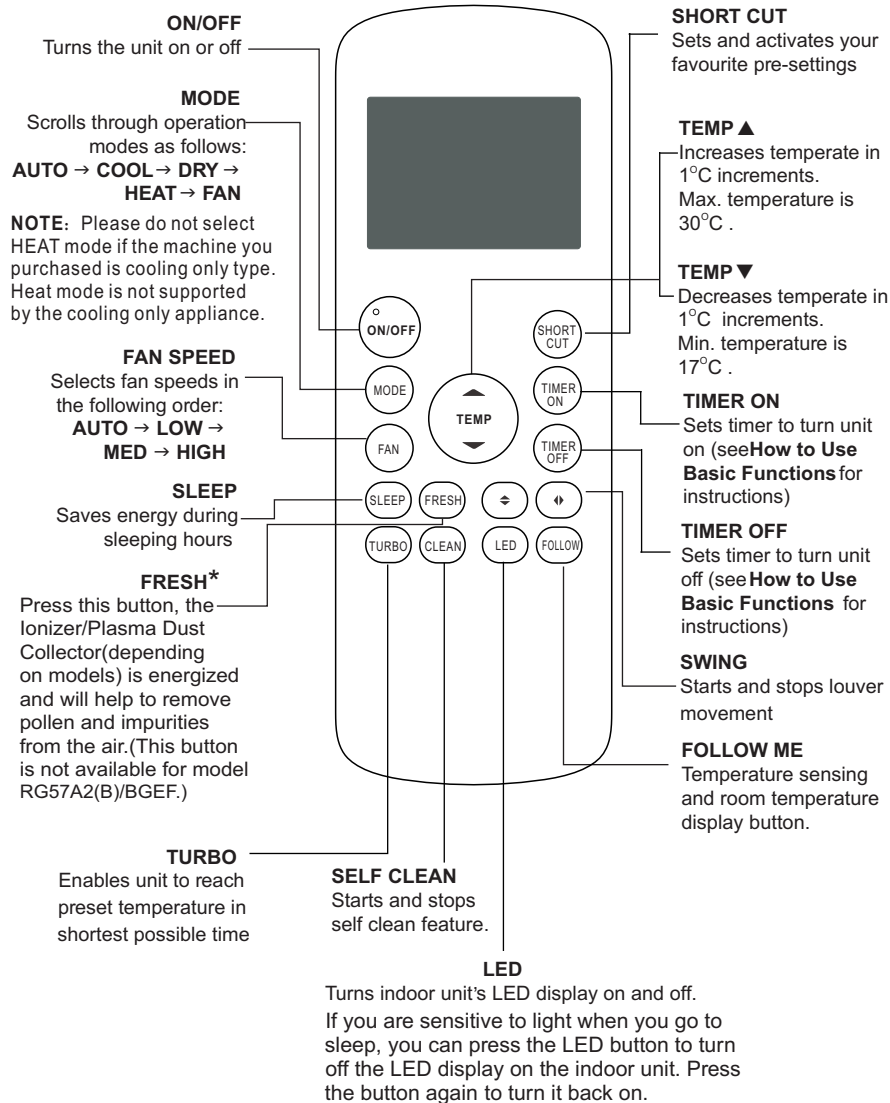 ON/OFF
Turns the unit on or off
MODE
Scrolls through operation
modes as follows:
AUTO → COOL → DRY →
HEAT → FAN
NOTE: Please do not select
HEAT mode if the machine you
purchased is cooling only type.
Heat mode is not supported
by the cooling only appliance.
FAN SPEED
Selects fan speeds in
the following order:
AUTO → LOW →
MED → HIGH
SLEEP
Saves energy during
sleeping hours
FRESH*
Press this button, the
Ionizer/Plasma Dust
Collector(depending
on models) is energized
and will help to remove
pollen and impurities
from the air.(This button
is not available for model
RG57A2(B)/BGEF.)
TURBO
Enables unit to reach
preset temperature in
shortest possible time
ON/OFF
MODE
FAN
TEMP
SHORT
CUT
TIMER
ON
TIMER
OFF
SLEEP
FRESH
TURBO
CLEAN
LED
FOLLOW
SHORT CUT
Sets and activates your
favourite pre-settings
TEMP ▲
Increases temperate in
1°C increments.
Max. temperature is
30°C .
TEMP ▼
Decreases temperate in
1°C increments.
Min. temperature is
17°C .
TIMER ON
Sets timer to turn unit
on (see How to Use
Basic Functions for
instructions)
TIMER OFF
Sets timer to turn unit
off (see How to Use
Basic Functions for
instructions)
SWING
Starts and stops louver
movement
FOLLOW ME
Temperature sensing
and room temperature
display button.
SELF CLEAN
Starts and stops
self clean feature.
LED
Turns indoor unit's LED display on and off.
If you are sensitive to light when you go to
sleep, you can press the LED button to turn
off the LED display on the indoor unit. Press
the button again to turn it back on.